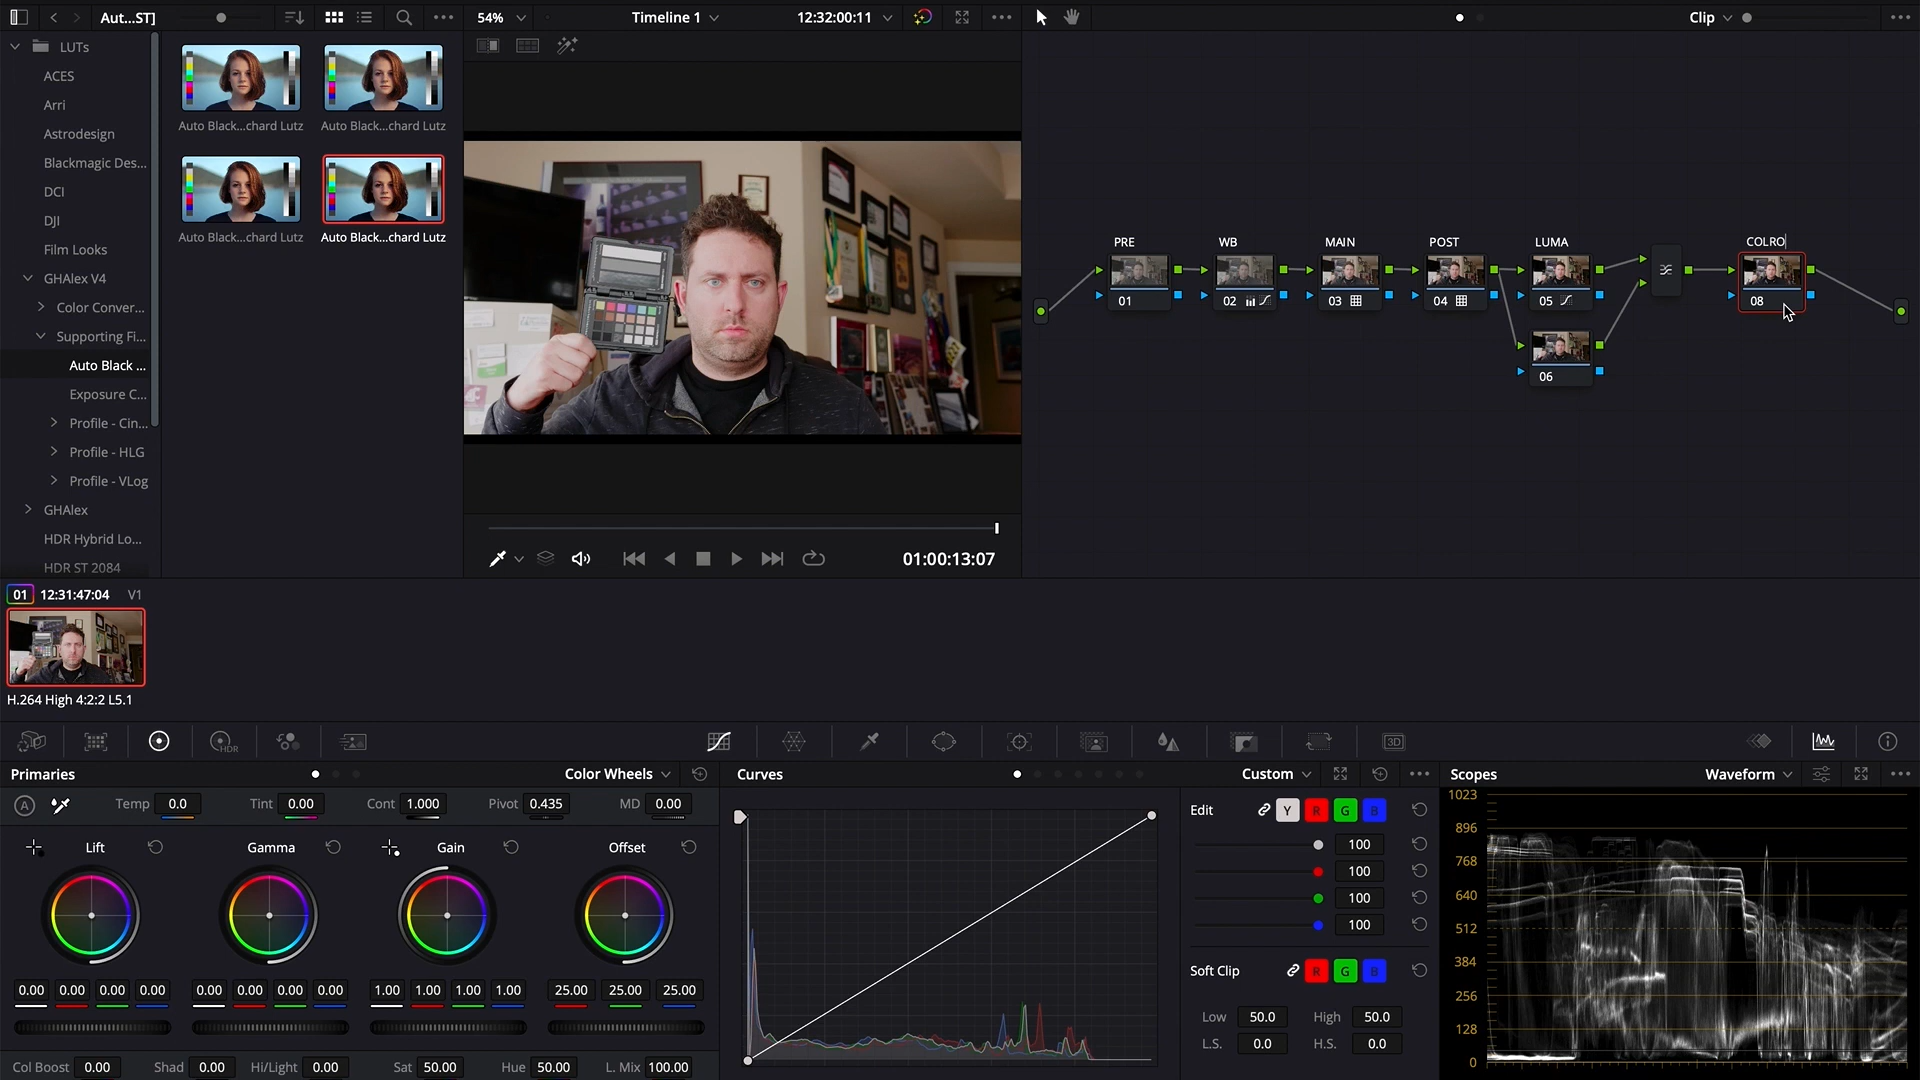 Aut...ST]
54%
Timeline 1
12:32:00:11
Clip
LUTs
ACES
Arri
Astrodesign
Blackmagic Des...
DCI
DJI
Film Looks
GHAlex V4
Color Conver...
Supporting Fi...
Auto Black ...
Exposure C...
Profile - Cin...
Profile - HLG
Profile - VLog
GHAlex
HDR Hybrid Lo...
HDR ST 2084
Auto Black...chard Lutz
Auto Black...chard Lutz
Auto Black...chard Lutz
Auto Black...chard Lutz
01:00:13:07
PRE
WB
MAIN
POST
LUMA
COLRO
01
02
03
04
05
08
06
01 12:31:47:04 V1
H.264 High 4:2:2 L5.1
HDR
3D
Primaries
Color Wheels
A
Temp 0.0
Tint 0.00
Cont 1.000
Pivot 0.435
MD 0.00
Lift
Gamma
Gain
Offset
0.00 0.00 0.00 0.00
0.00 0.00 0.00 0.00
1.00 1.00 1.00 1.00
25.00 25.00 25.00
Col Boost 0.00
Shad 0.00
Hi/Light 0.00
Sat 50.00
Hue 50.00
L. Mix 100.00
Curves
Custom
Edit
Y R G B
100
100
100
100
Soft Clip
R G B
Low 50.0 High 50.0
L.S. 0.0 H.S. 0.0
Scopes
Waveform
1023
896
768
640
512
384
256
128
0